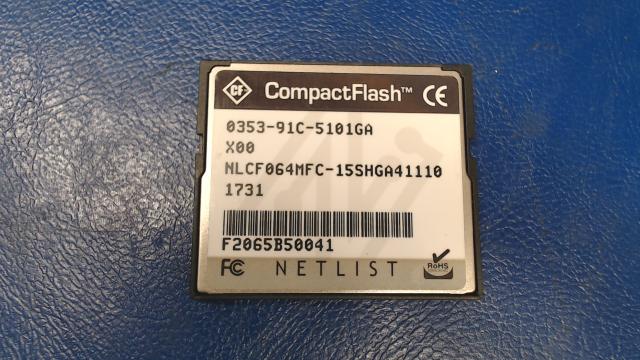 CF CompactFlash™ CE
0353-91C-5101GA
X00
NLCF064MFC-15SHGA41110
1731
F2065B50041
FC NETLIST RoHS